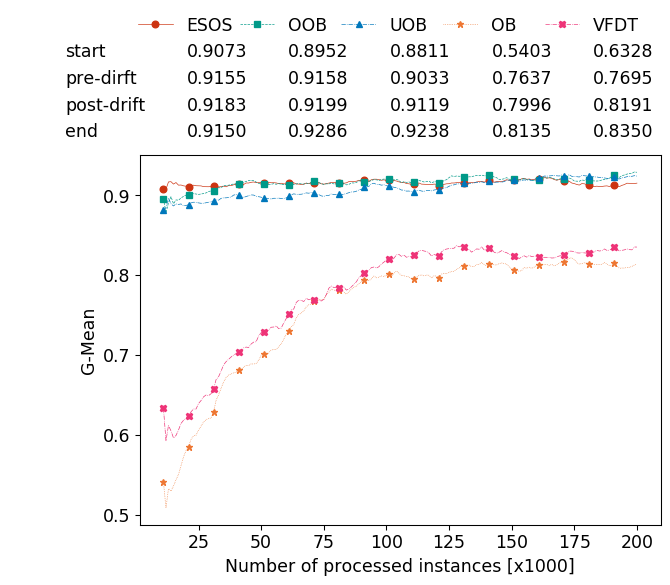 ESOS OOB UOB OB VFDT
start 0.9073 0.8952 0.8811 0.5403 0.6328
pre-dirft 0.9155 0.9158 0.9033 0.7637 0.7695
post-drift 0.9183 0.9199 0.9119 0.7996 0.8191
end 0.9150 0.9286 0.9238 0.8135 0.8350
0.9
0.8
0.7
0.6
0.5
G-Mean
25 50 75 100 125 150 175 200
Number of processed instances [x1000]